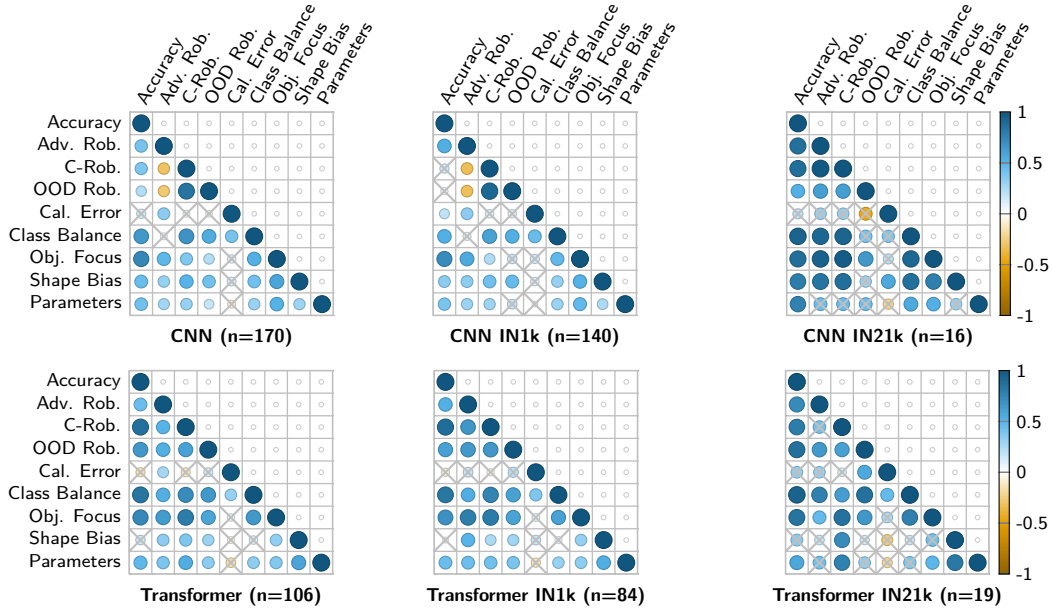 Accuracy Adv. Rob. C-Rob. OOD Rob. Cal. Error Class Balance Obj. Focus Shape Bias Parameters
Accuracy Adv. Rob. C-Rob. OOD Rob. Cal. Error Class Balance Obj. Focus Shape Bias Parameters
Accuracy Adv. Rob. C-Rob. OOD Rob. Cal. Error Class Balance Obj. Focus Shape Bias Parameters
Accuracy
Adv. Rob.
C-Rob.
OOD Rob.
Cal. Error
Class Balance
Obj. Focus
Shape Bias
Parameters
1
0.5
0
-0.5
-1
CNN (n=170)
CNN IN1k (n=140)
CNN IN21k (n=16)
Accuracy
Adv. Rob.
C-Rob.
OOD Rob.
Cal. Error
Class Balance
Obj. Focus
Shape Bias
Parameters
1
0.5
0
-0.5
-1
Transformer (n=106)
Transformer IN1k (n=84)
Transformer IN21k (n=19)